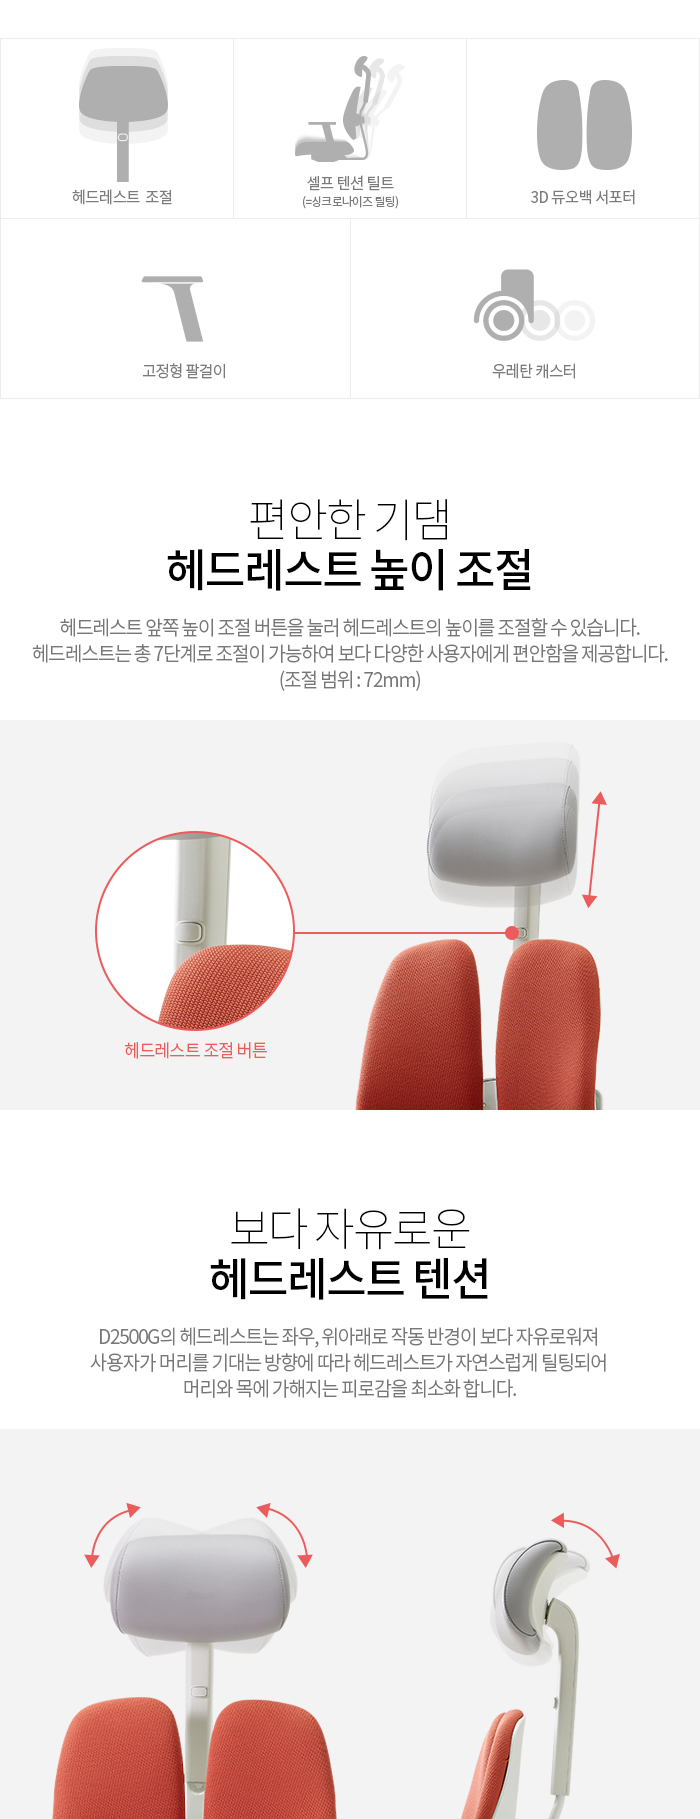 헤드레스트 조절
셀프 텐션 틸트
(=싱크로나이즈 틸팅)
3D 듀오백 서포터
고정형 팔걸이
우레탄 캐스터
편안한 기댐
헤드레스트 높이 조절
헤드레스트 앞쪽 높이 조절 버튼을 눌러 헤드레스트의 높이를 조절할 수 있습니다.
헤드레스트는 총 7단계로 조절이 가능하여 보다 다양한 사용자에게 편안함을 제공합니다.
(조절 범위 : 72mm)
헤드레스트 조절 버튼
보다 자유로운
헤드레스트 텐션
D2500G의 헤드레스트는 좌우, 위아래로 작동 반경이 보다 자유로워져
사용자가 머리를 기대는 방향에 따라 헤드레스트가 자연스럽게 틸팅되어
머리와 목에 가해지는 피로감을 최소화 합니다.